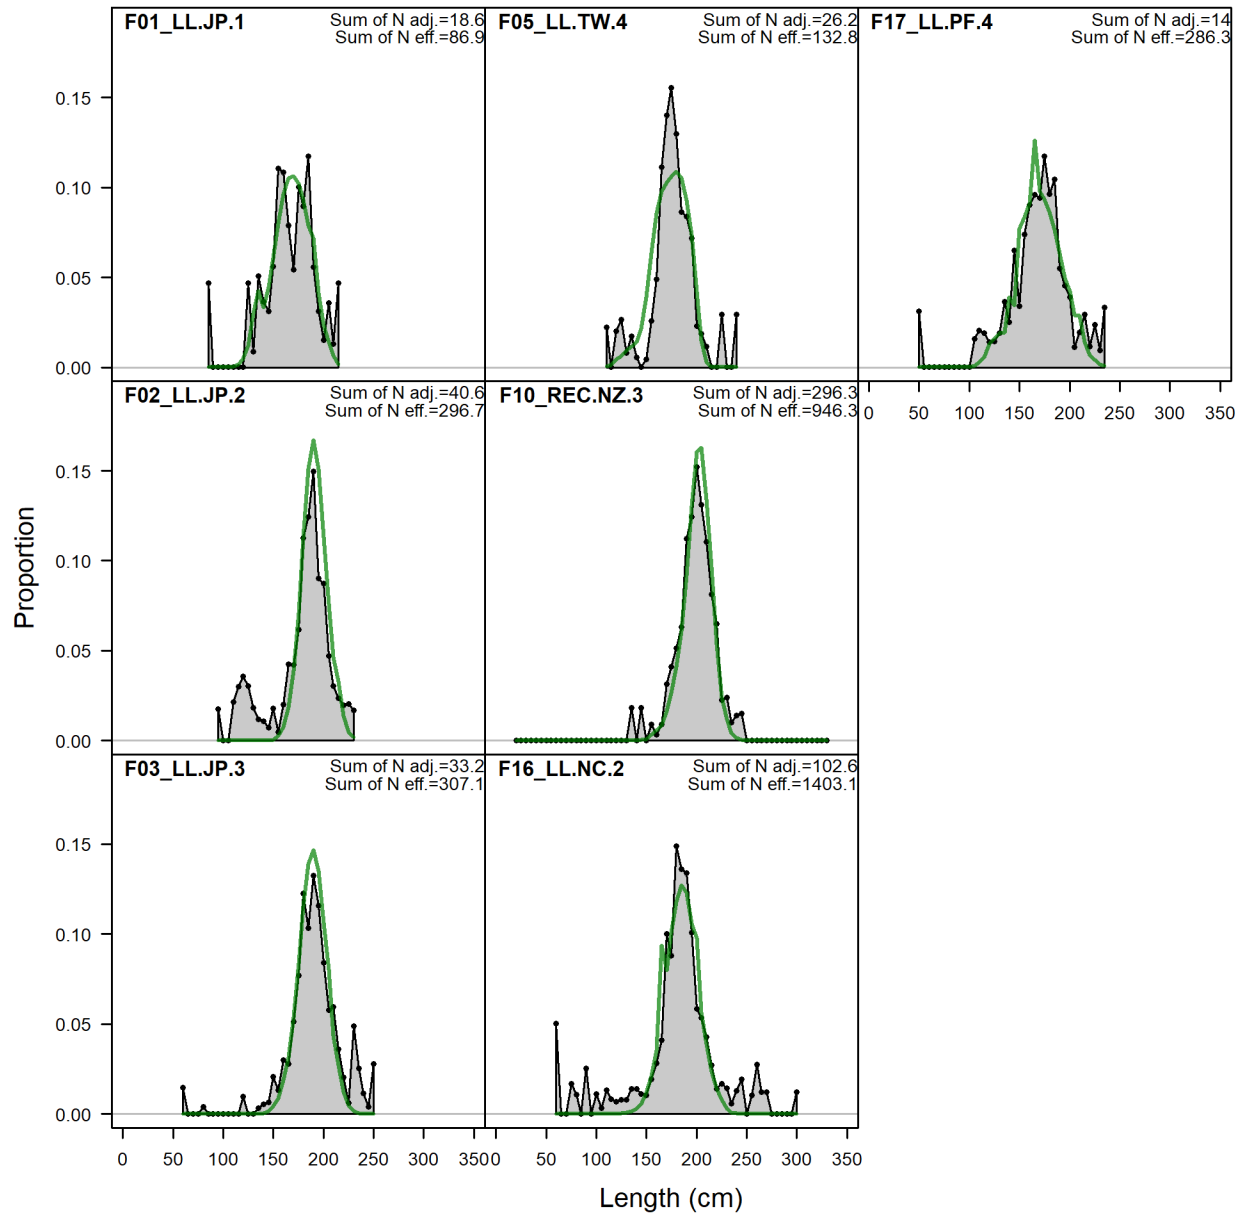 F01_LL.JP.1
Sum of N adj.=18.6
Sum of N eff.=86.9
F05_LL.TW.4
Sum of N adj.=26.2
Sum of N eff.=132.8
F17_LL.PF.4
Sum of N adj.=14
Sum of N eff.=286.3
0.15
0.10
0.05
0.00
0 50 100 150 200 250 300 350
F02_LL.JP.2
Sum of N adj.=40.6
Sum of N eff.=296.7
F10_REC.NZ.3
Sum of N adj.=296.3
Sum of N eff.=946.3
0.15
0.10
0.05
0.00
Proportion
F03_LL.JP.3
Sum of N adj.=33.2
Sum of N eff.=307.1
F16_LL.NC.2
Sum of N adj.=102.6
Sum of N eff.=1403.1
0.15
0.10
0.05
0.00
0 50 100 150 200 250 300 350
0 50 100 150 200 250 300 350
Length (cm)